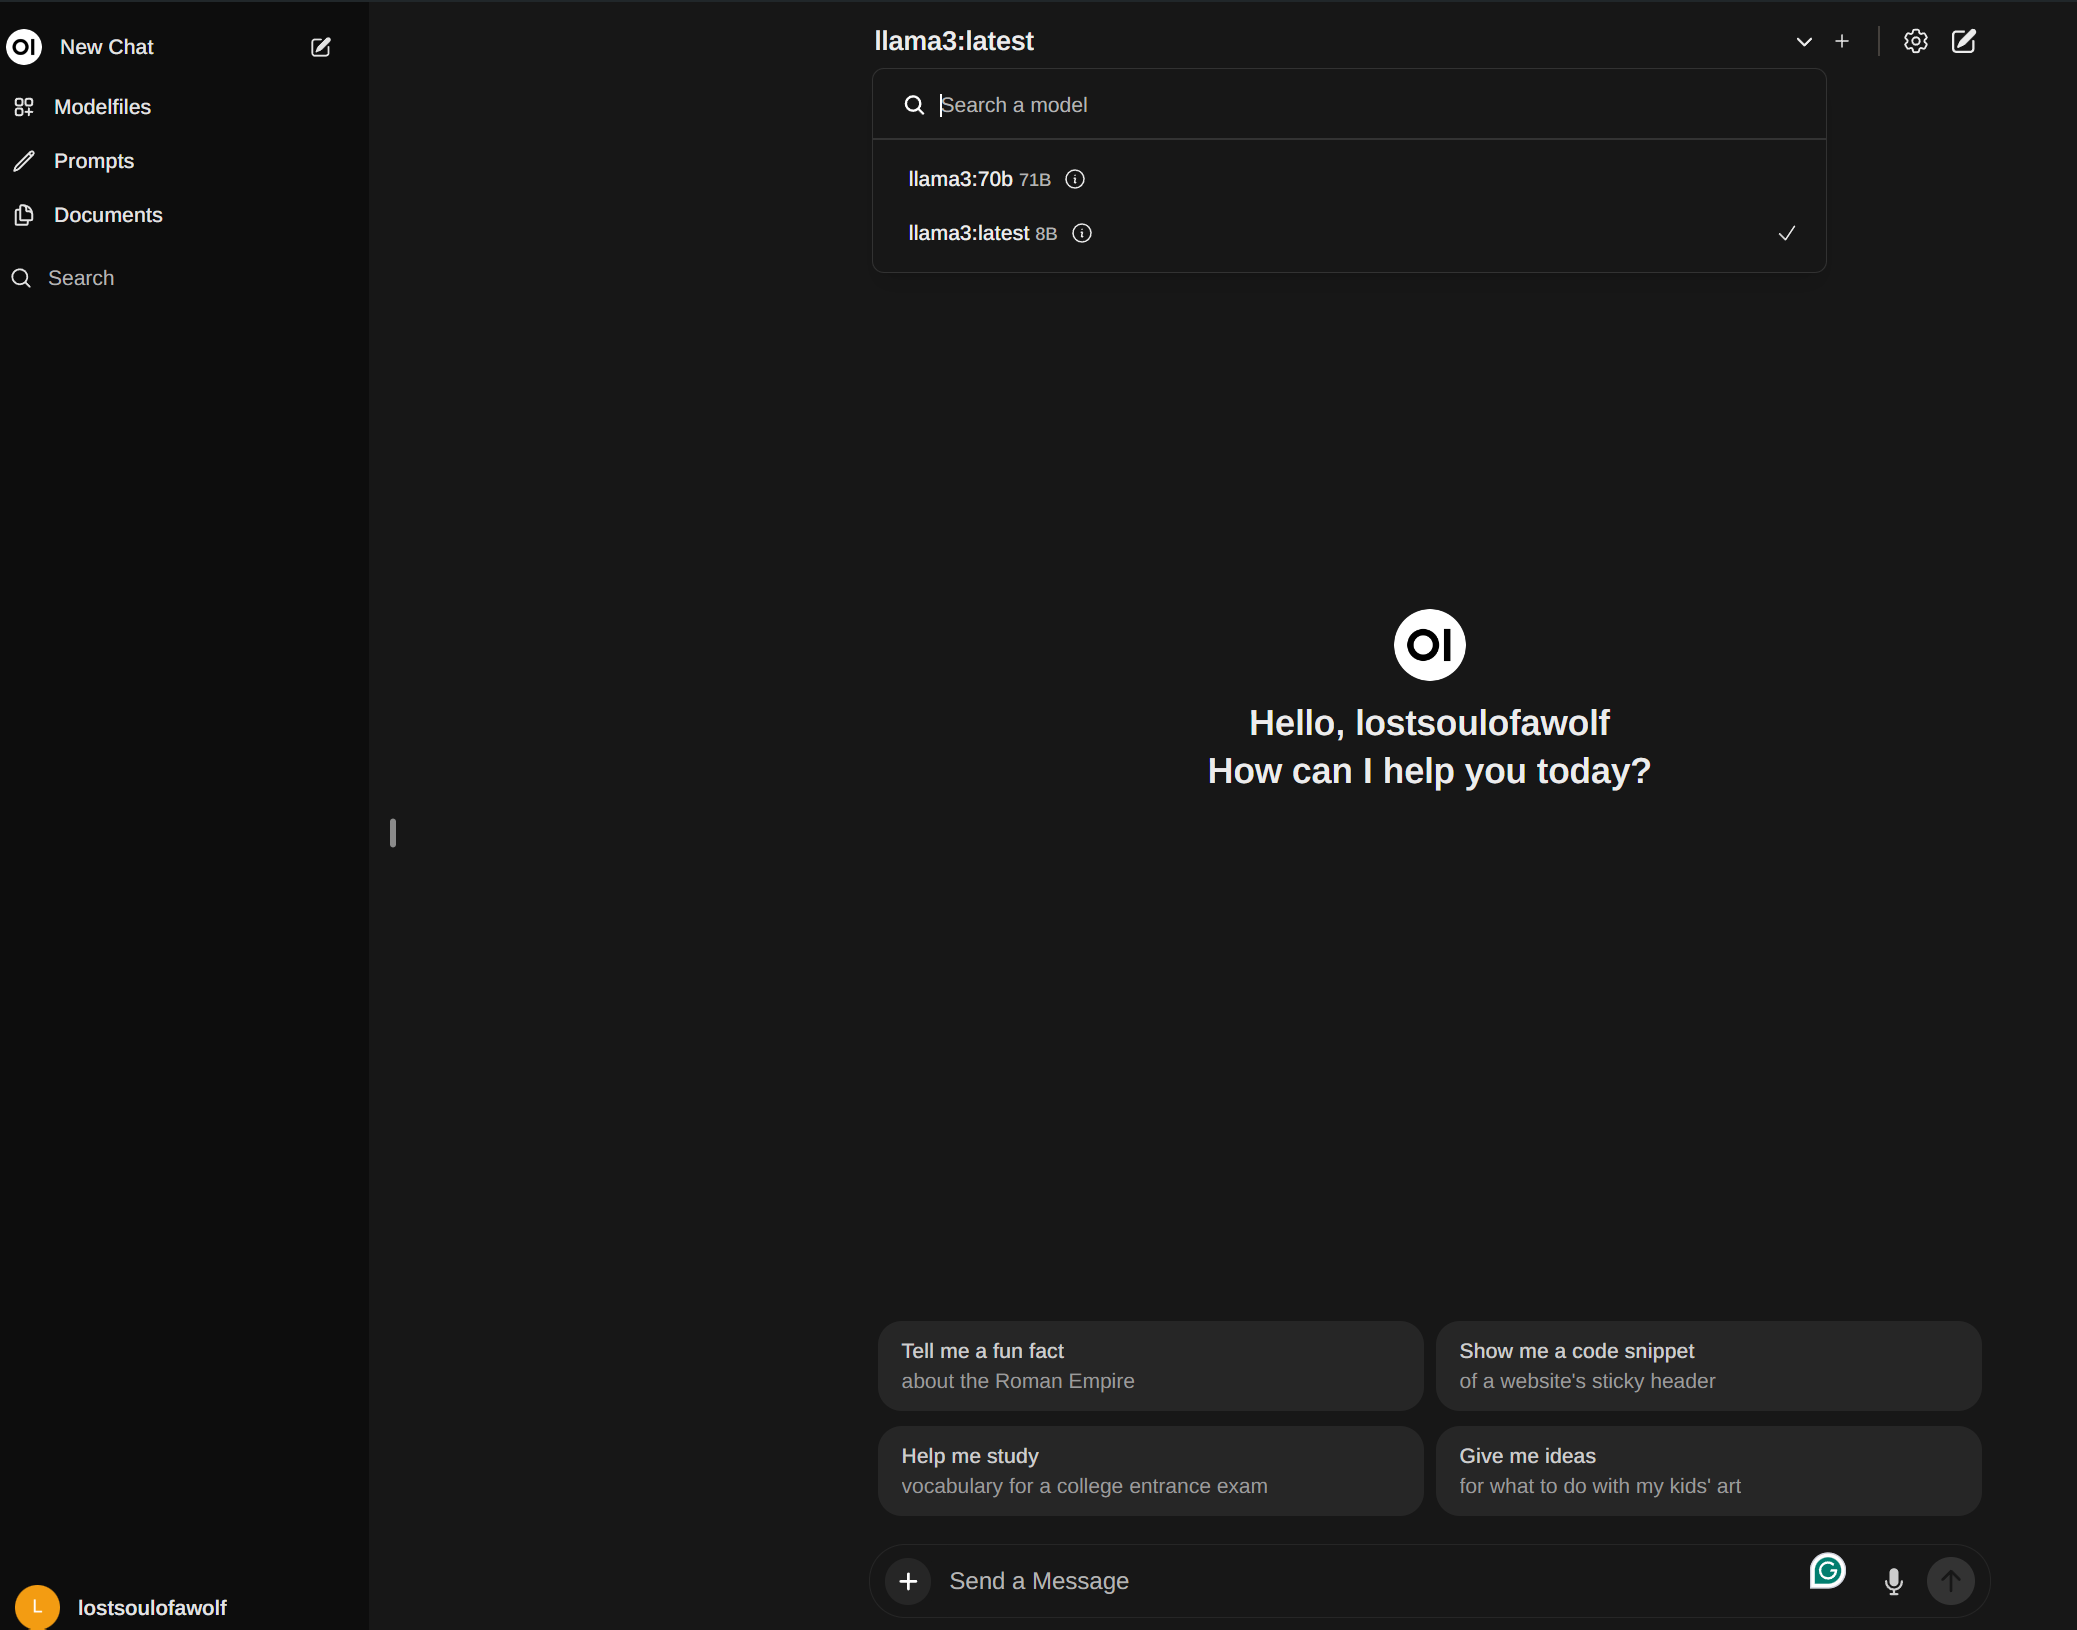 OI New Chat
Modelfiles
Prompts
Documents
Search
llama3:latest
Search a model
llama3:70b 71B
llama3:latest 8B
OI
Hello, lostsoulofawolf
How can I help you today?
Tell me a fun fact
about the Roman Empire
Show me a code snippet
of a website's sticky header
Help me study
vocabulary for a college entrance exam
Give me ideas
for what to do with my kids' art
Send a Message
L lostsoulofawolf